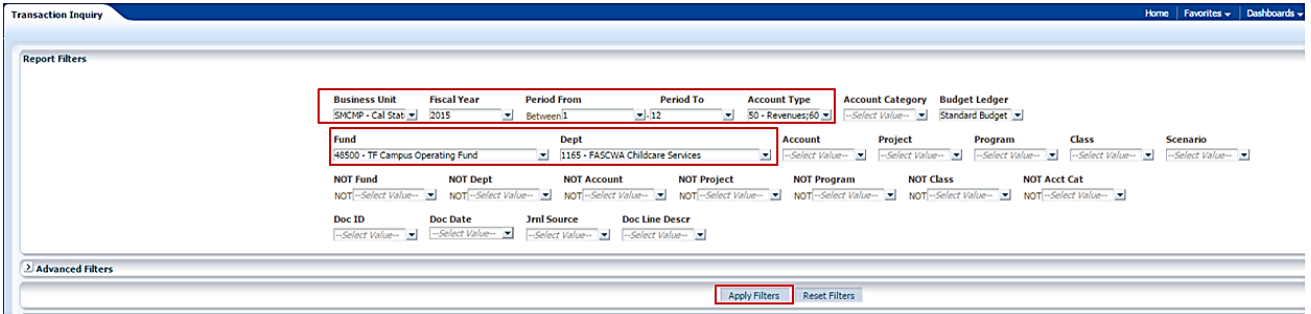 Transaction Inquiry Home Favorites Dashboards
Report Filters
Business Unit Fiscal Year Period From Period To Account Type Account Category Budget Ledger
SMCMP - Cal Stat 2015 Between 1 - 12 50 - Revenues;60 --Select Value-- Standard Budget
Fund Dept Account Project Program Class Scenario
48500 - TF Campus Operating Fund 1165 - FASCWA Childcare Services --Select Value-- --Select Value-- --Select Value-- --Select Value-- --Select Value--
NOT Fund NOT Dept NOT Account NOT Project NOT Program NOT Class NOT Acct Cat
NOT --Select Value-- NOT --Select Value-- NOT --Select Value-- NOT --Select Value-- NOT --Select Value-- NOT --Select Value-- NOT --Select Value--
Doc ID Doc Date Jrnl Source Doc Line Descr
--Select Value-- --Select Value-- --Select Value-- --Select Value--
Advanced Filters
Apply Filters Reset Filters